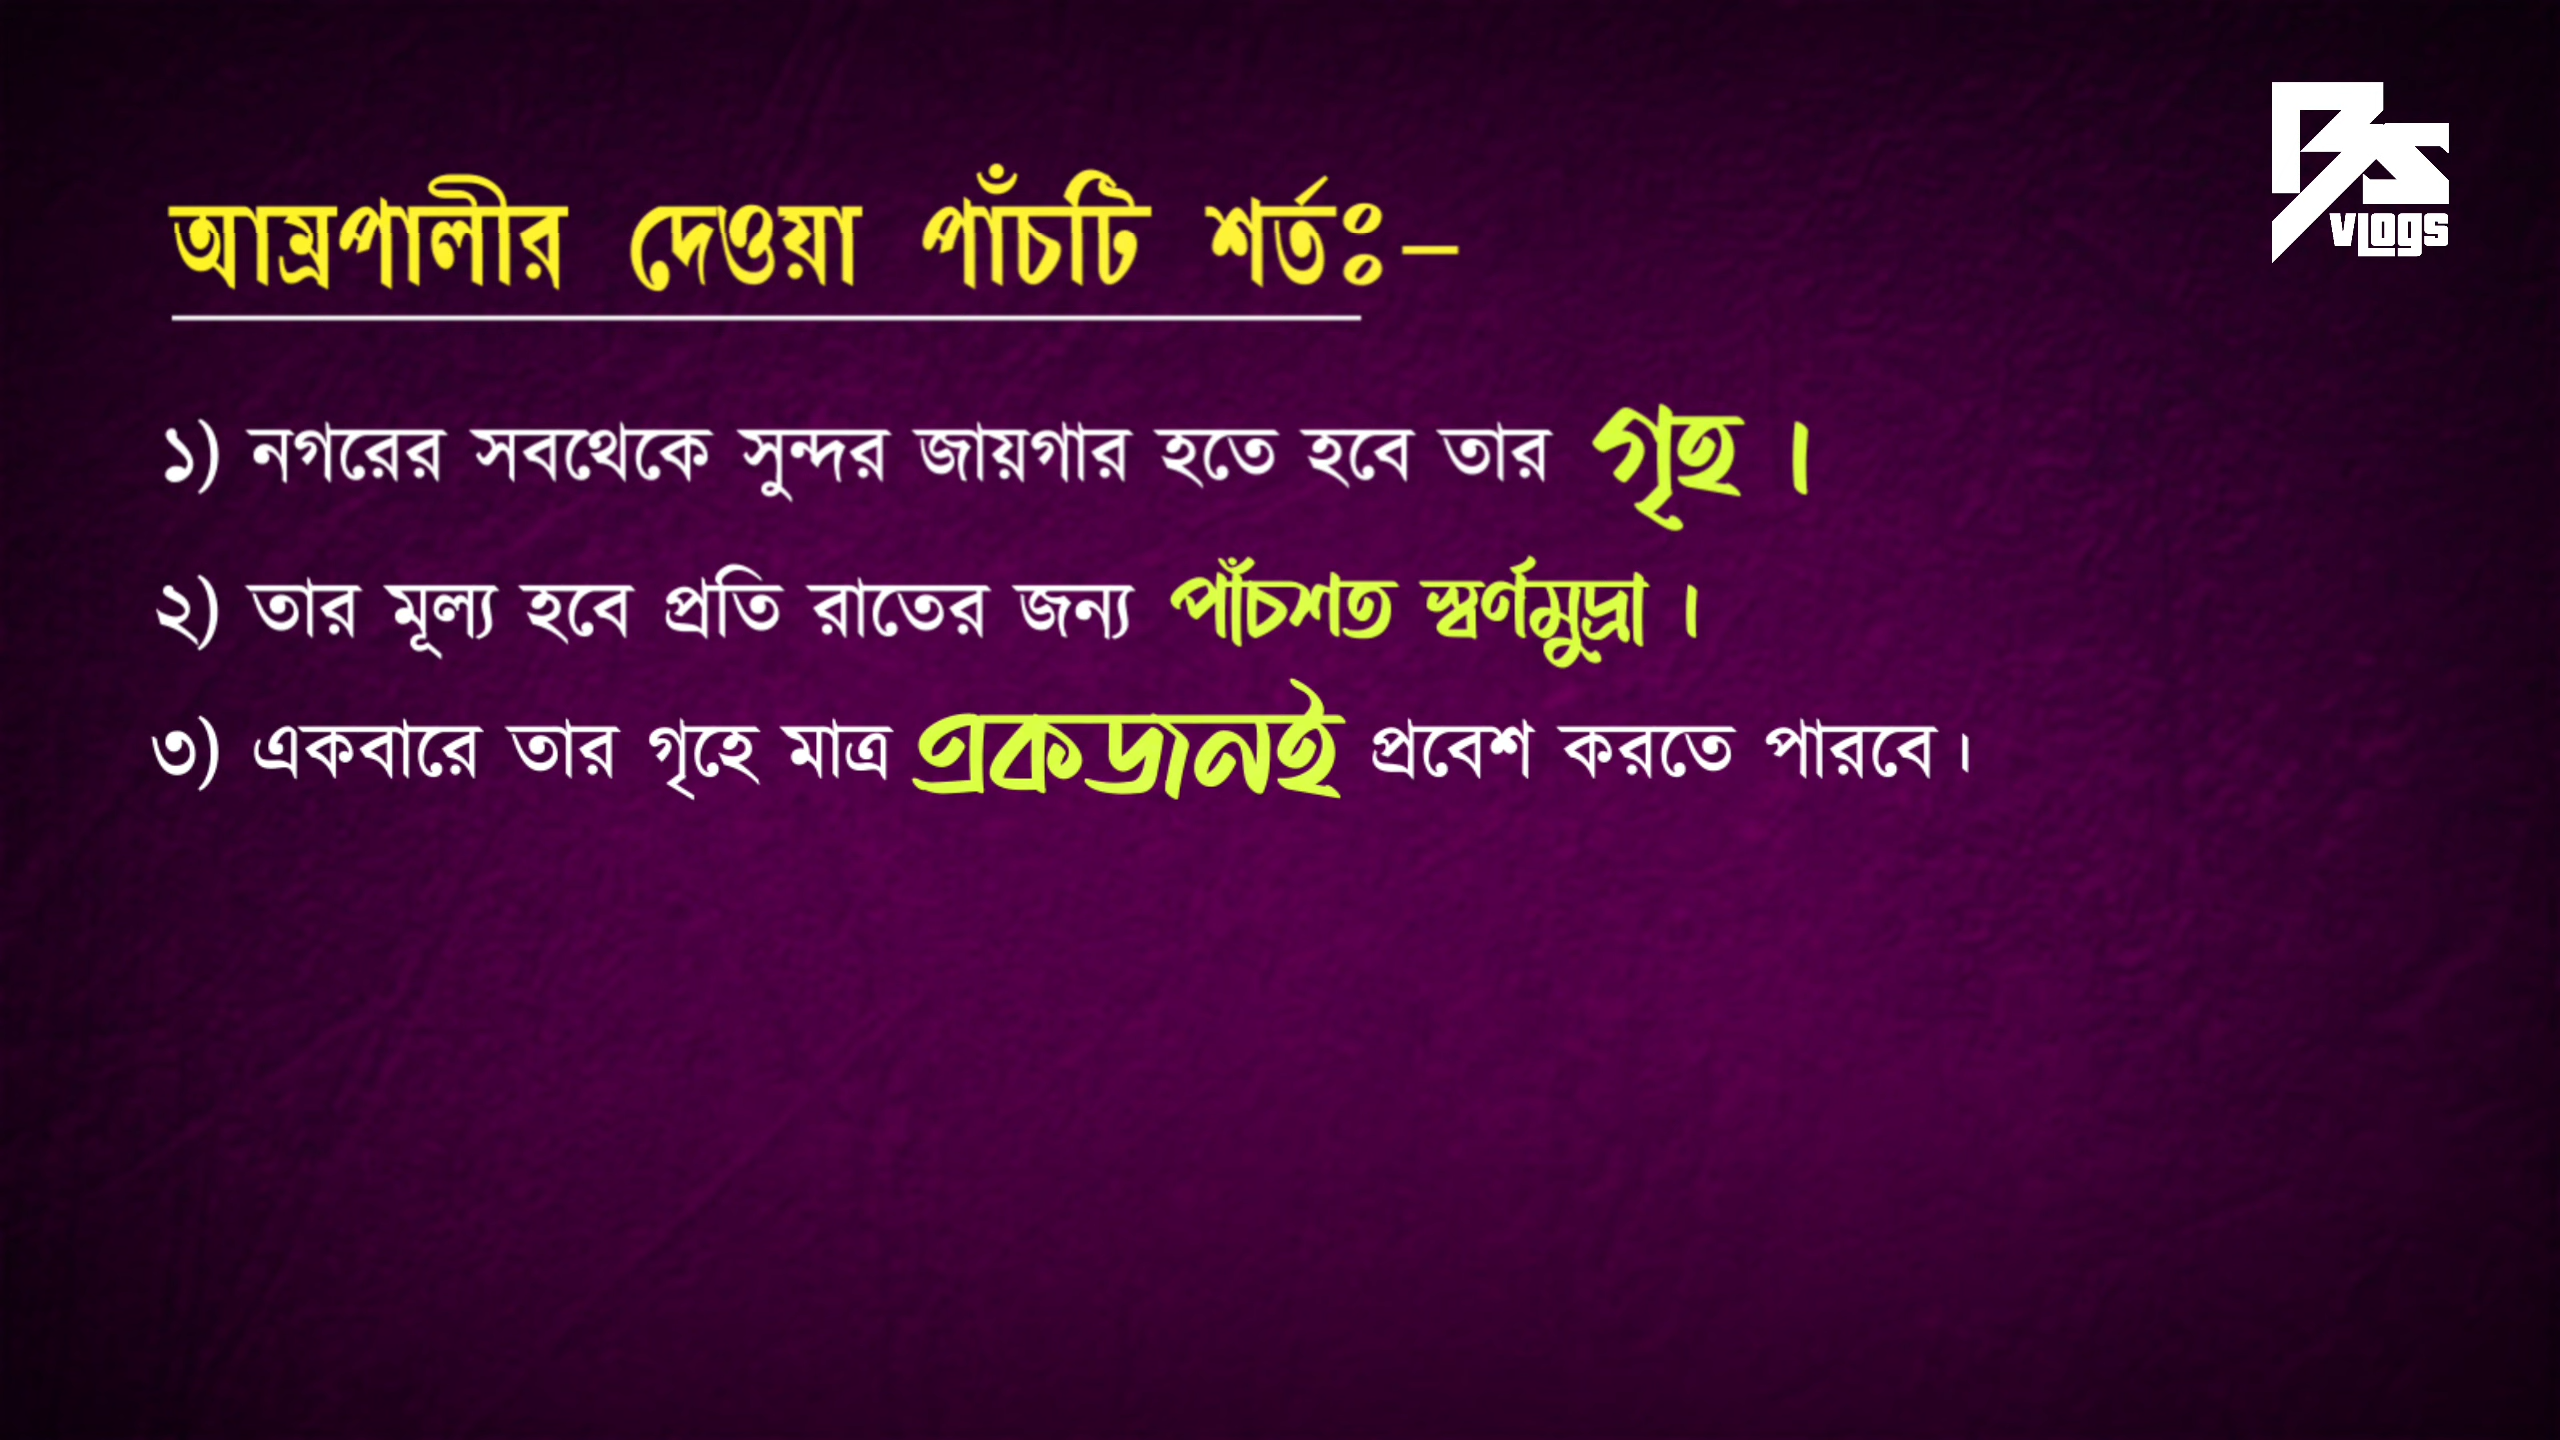 আম্রপালীর দেওয়া পাঁচটি শর্তঃ-
১) নগরের সবথেকে সুন্দর জায়গার হতে হবে তার গৃহ ।
২) তার মূল্য হবে প্রতি রাতের জন্য পাঁচশত স্বর্ণমুদ্রা ।
৩) একবারে তার গৃহে মাত্র একজনই প্রবেশ করতে পারবে।
VLogs